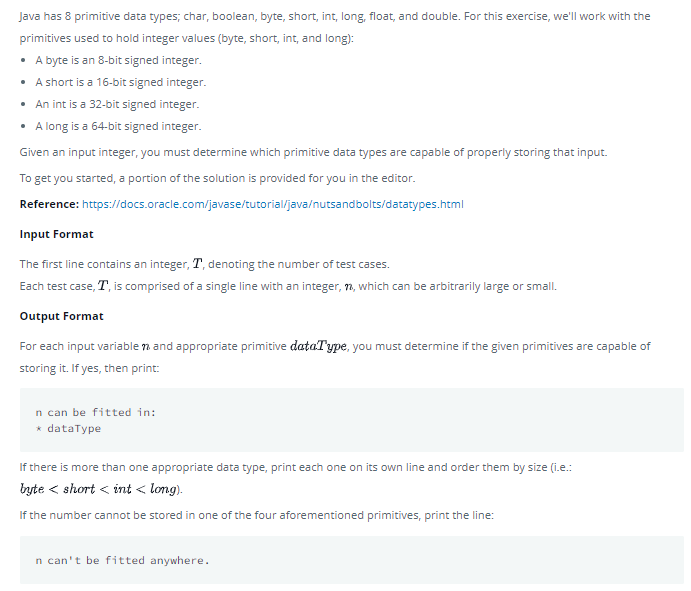 Java has 8 primitive data types; char, boolean, byte, short, int, long, float, and double. For this exercise, we'll work with the
primitives used to hold integer values (byte, short, int, and long):
• A byte is an 8-bit signed integer.
• A short is a 16-bit signed integer.
• An int is a 32-bit signed integer.
• A long is a 64-bit signed integer.
Given an input integer, you must determine which primitive data types are capable of properly storing that input.
To get you started, a portion of the solution is provided for you in the editor.
Reference: https://docs.oracle.com/javase/tutorial/java/nutsandbolts/datatypes.html
Input Format
The first line contains an integer, T, denoting the number of test cases.
Each test case, T, is comprised of a single line with an integer, n, which can be arbitrarily large or small.
Output Format
For each input variable n and appropriate primitive dataType, you must determine if the given primitives are capable of
storing it. If yes, then print:
n can be fitted in:
* dataType
If there is more than one appropriate data type, print each one on its own line and order them by size (i.e.:
byte < short < int < long).
If the number cannot be stored in one of the four aforementioned primitives, print the line:
n can't be fitted anywhere.